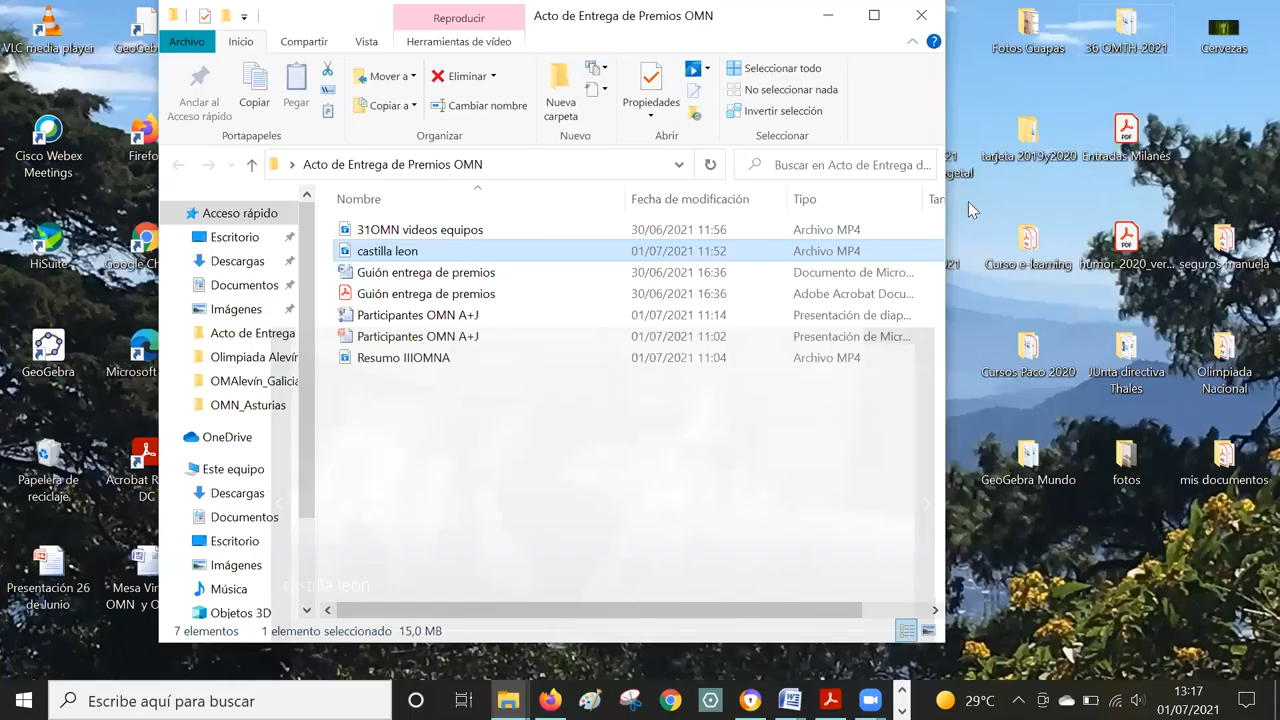 Reproducir
Acto de Entrega de Premios OMN
Archivo
Inicio
Compartir
Vista
Herramientas de vídeo
Anclar al
Acceso rápido
Copiar
Pegar
Mover a
Copiar a
Eliminar
Cambiar nombre
Nueva
carpeta
Propiedades
Seleccionar todo
No seleccionar nada
Invertir selección
Portapapeles
Organizar
Nuevo
Abrir
Seleccionar
Acto de Entrega de Premios OMN
Buscar en Acto de Entrega d...
Nombre
Fecha de modificación
Tipo
Tan
31OMN videos equipos 30/06/2021 11:56 Archivo MP4
castilla leon 01/07/2021 11:52 Archivo MP4
Guión entrega de premios 30/06/2021 16:36 Documento de Micro...
Guión entrega de premios 30/06/2021 16:36 Adobe Acrobat Docu...
Participantes OMN A+J 01/07/2021 11:14 Presentación de diap...
Participantes OMN A+J 01/07/2021 11:02 Presentación de Micr...
Resumo IIIOMNA 01/07/2021 11:04 Archivo MP4
Acceso rápido
Escritorio
Descargas
Documentos
Imágenes
Acto de Entrega
Olimpiada Alevín
OMAlevín_Galicia
OMN_Asturias
OneDrive
Este equipo
Descargas
Documentos
Escritorio
Imágenes
Música
Objetos 3D
castilla leon
7 elementos
1 elemento seleccionado 15,0 MB
VLC media player
GeoGebra
Cisco Webex
Meetings
Firefo
HiSuite
Google Ch
GeoGebra
Microsoft
Papelera de
reciclaje
Acrobat R
DC
Presentación 26
de Junio
Mesa Vir
OMN y O
Fotos Guapas
36 OMTH-2021
Cervezas
21
egetal
tarjeta 2019y2020
PDF
Entradas Milanés
021
Curso e-learning
PDF
humor_2020_ver...
seguros manuela
Cursos Paco 2020
JUnta directiva
Thales
Olimpiada
Nacional
GeoGebra Mundo
fotos
mis documentos
Escribe aquí para buscar
29°C
13:17
01/07/2021